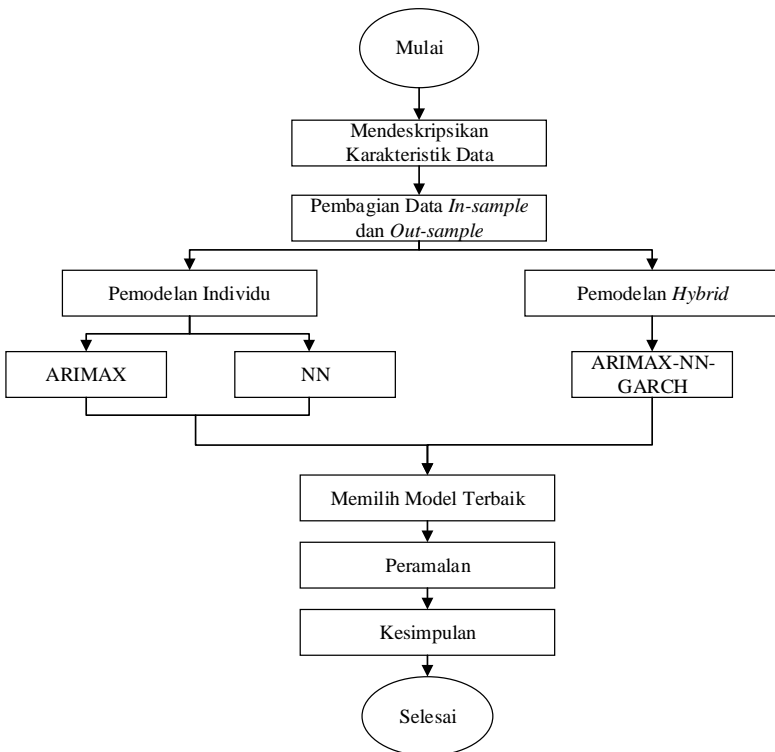 Mulai
Mendeskripsikan
Karakteristik Data
Pembagian Data In-sample
dan Out-sample
Pemodelan Individu
Pemodelan Hybrid
ARIMAX
NN
ARIMAX-NN-
GARCH
Memilih Model Terbaik
Peramalan
Kesimpulan
Selesai